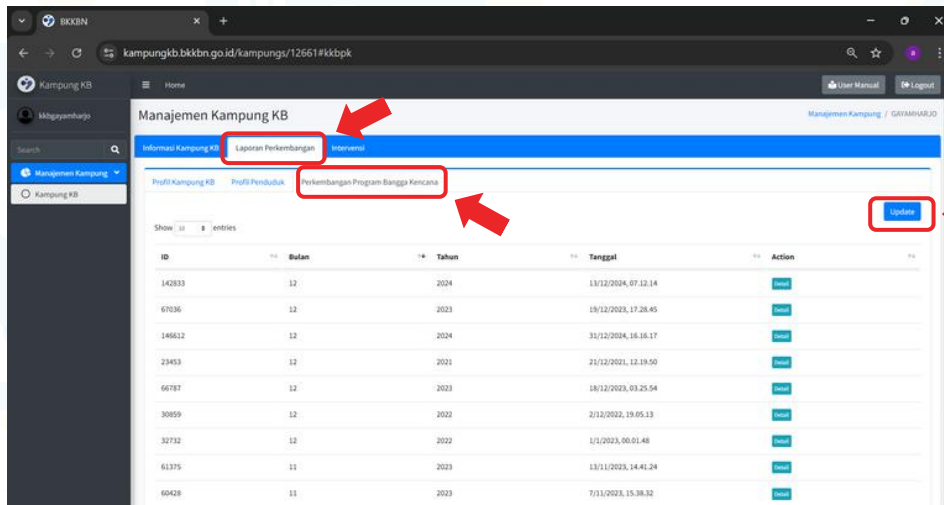 BKKBN
kampungkb.bkkbn.go.id/kampungs/12661#kkbpk
Kampung KB
Home
User Manual
Logout
kkbgayamharjo
Manajemen Kampung KB
Manajemen Kampung / GAYAMHARJO
Search
Informasi Kampung KB Laporan Perkembangan Intervensi
Manajemen Kampung
Kampung KB
Profil Kampung KB Profil Penduduk Perkembangan Program Bangga Kencana
Update
Show 10 entries
ID Bulan Tahun Tanggal Action
142833 12 2024 13/12/2024, 07.12.14 Detail
67036 12 2023 19/12/2023, 17.28.45 Detail
146612 12 2024 31/12/2024, 16.16.17 Detail
23453 12 2021 21/12/2021, 12.19.50 Detail
66787 12 2023 18/12/2023, 03.25.54 Detail
30859 12 2022 2/12/2022, 19.05.13 Detail
32732 12 2022 1/1/2023, 00.01.48 Detail
61375 11 2023 13/11/2023, 14.41.24 Detail
60428 11 2023 7/11/2023, 15.38.32 Detail